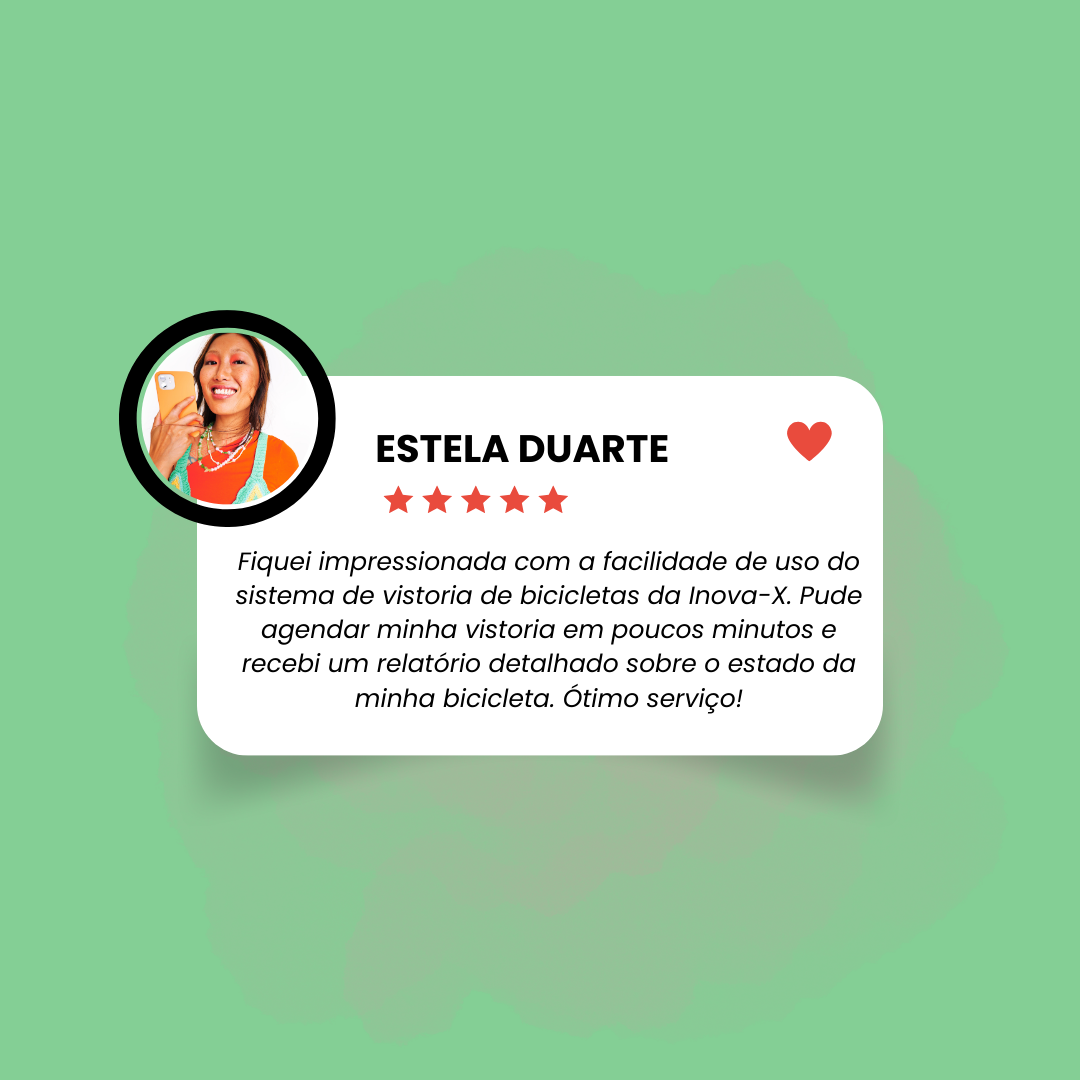 ESTELA DUARTE
Fiquei impressionada com a facilidade de uso do
sistema de vistoria de bicicletas da Inova-X. Pude
agendar minha vistoria em poucos minutos e
recebi um relatório detalhado sobre o estado da
minha bicicleta. Ótimo serviço!